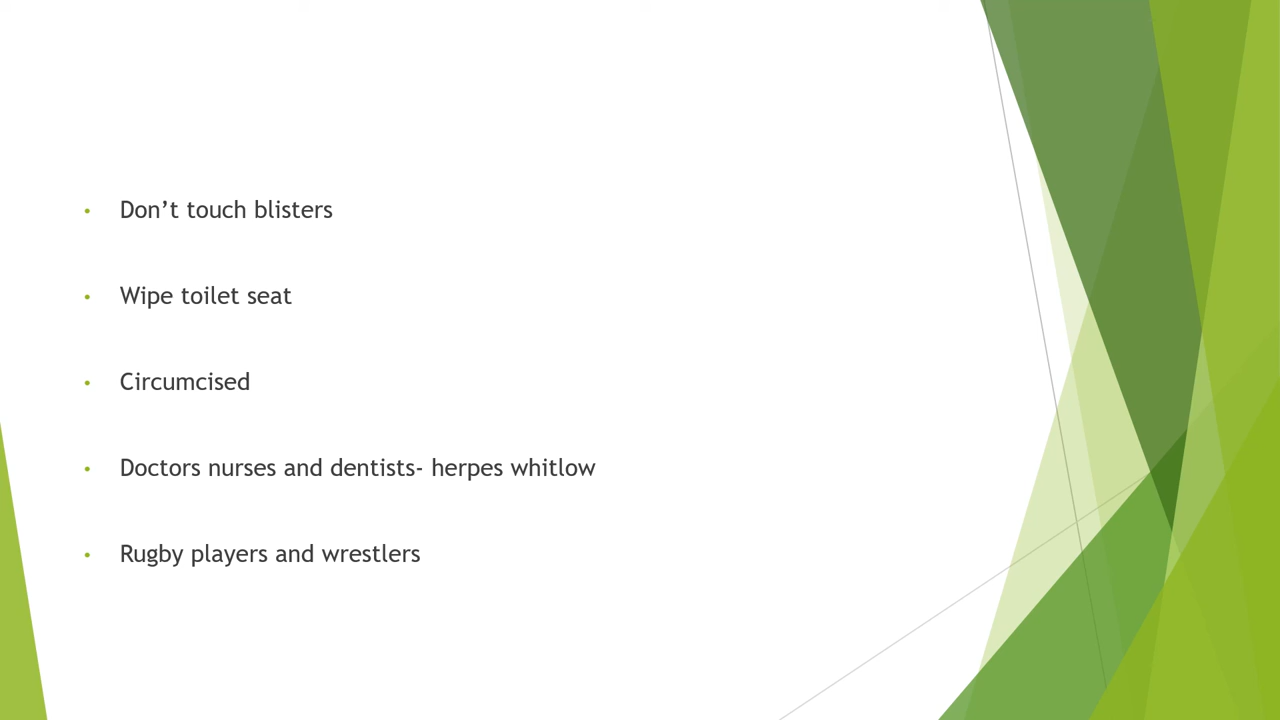 • Don’t touch blisters
• Wipe toilet seat
• Circumcised
• Doctors nurses and dentists- herpes whitlow
• Rugby players and wrestlers